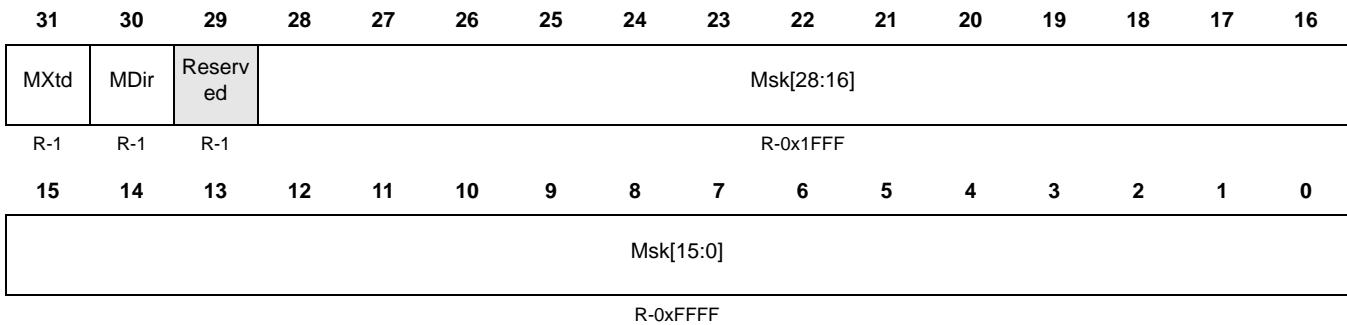 31 30 29 28 27 26 25 24 23 22 21 20 19 18 17 16
MXtd MDir Reserv
ed Msk[28:16]
R-1 R-1 R-1 R-0x1FFF
15 14 13 12 11 10 9 8 7 6 5 4 3 2 1 0
Msk[15:0]
R-0xFFFF